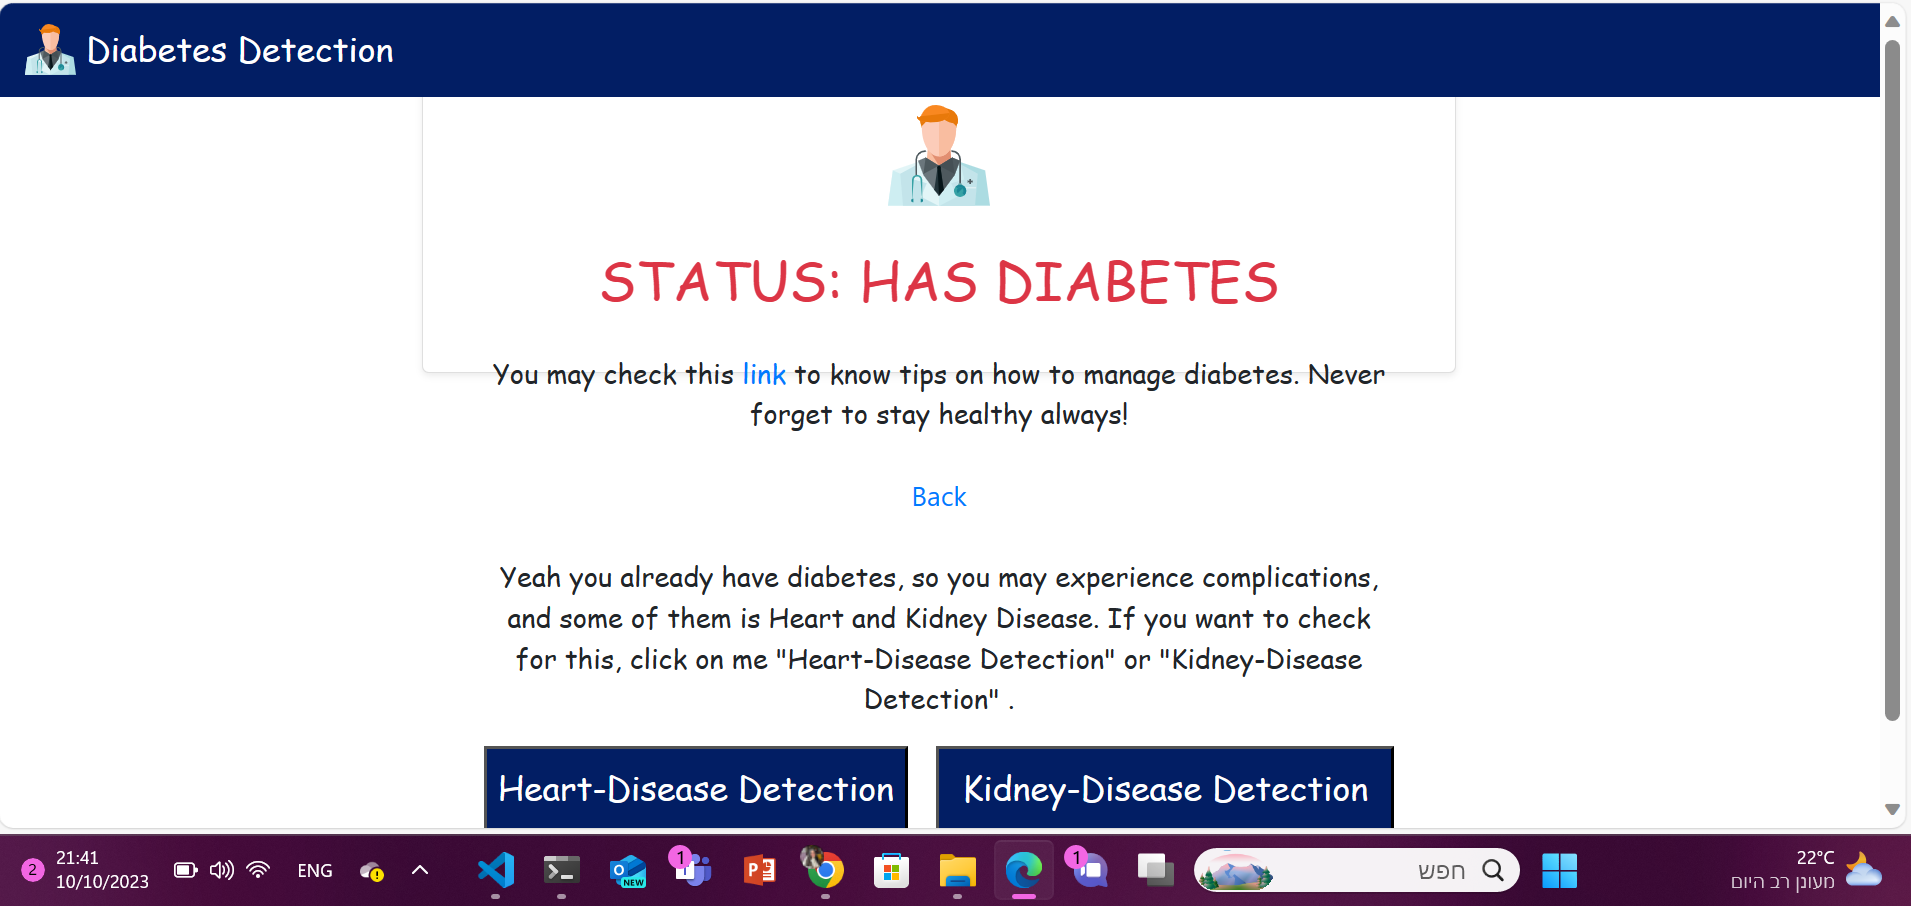 Diabetes Detection
STATUS: HAS DIABETES
You may check this link to know tips on how to manage diabetes. Never
forget to stay healthy always!
Back
Yeah you already have diabetes, so you may experience complications,
and some of them is Heart and Kidney Disease. If you want to check
for this, click on me "Heart-Disease Detection" or "Kidney-Disease
Detection" .
Heart-Disease Detection
Kidney-Disease Detection
2
21:41
10/10/2023
ENG
NEW
1
1
חפש
22°C
מעונן רב היום